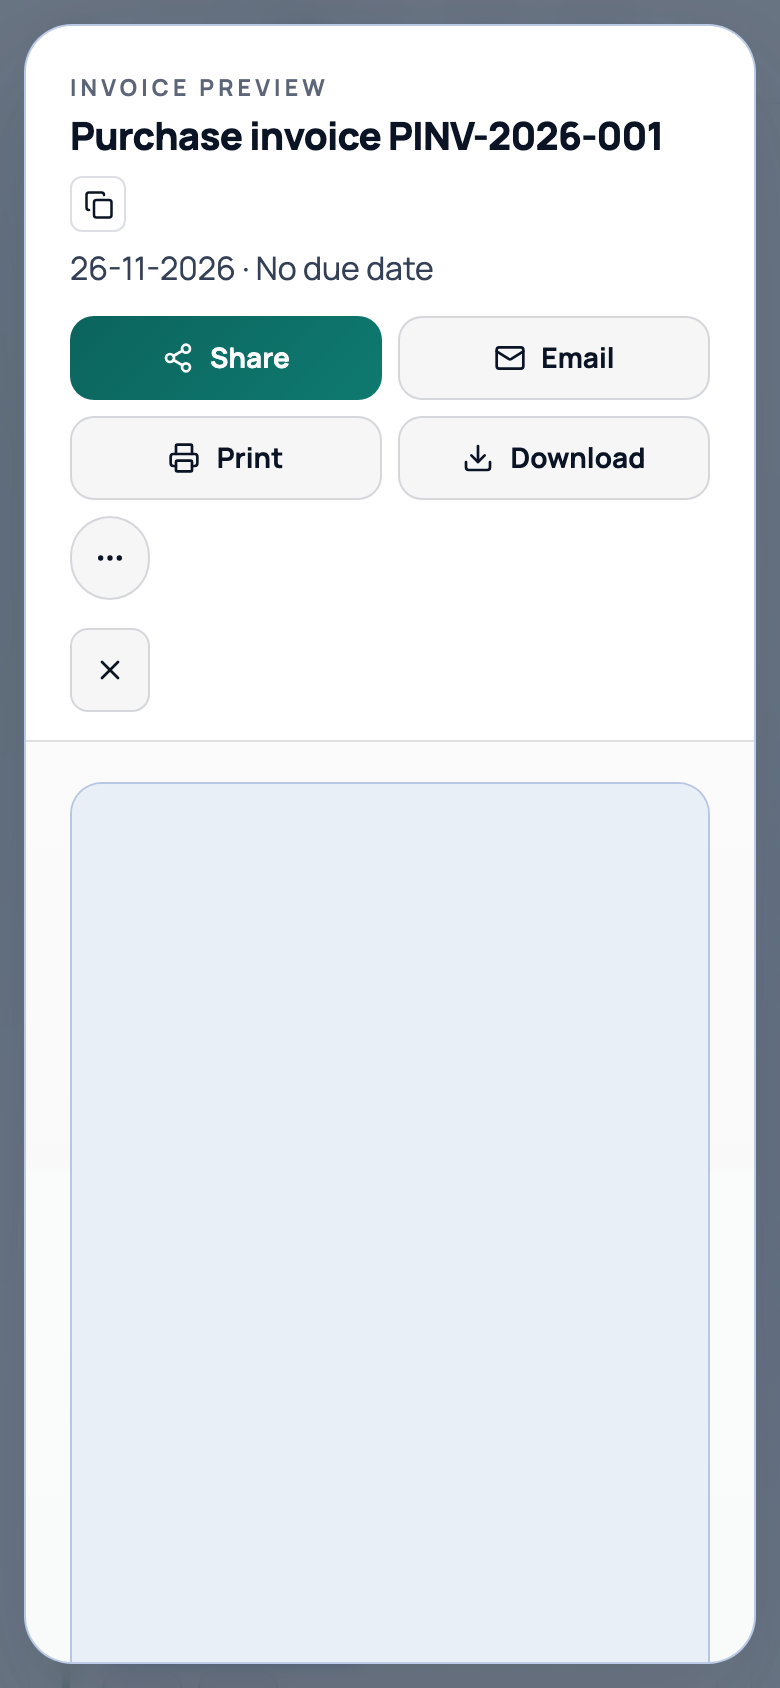 INVOICE PREVIEW
Purchase invoice PINV-2026-001
26-11-2026 · No due date
Share
Email
Print
Download